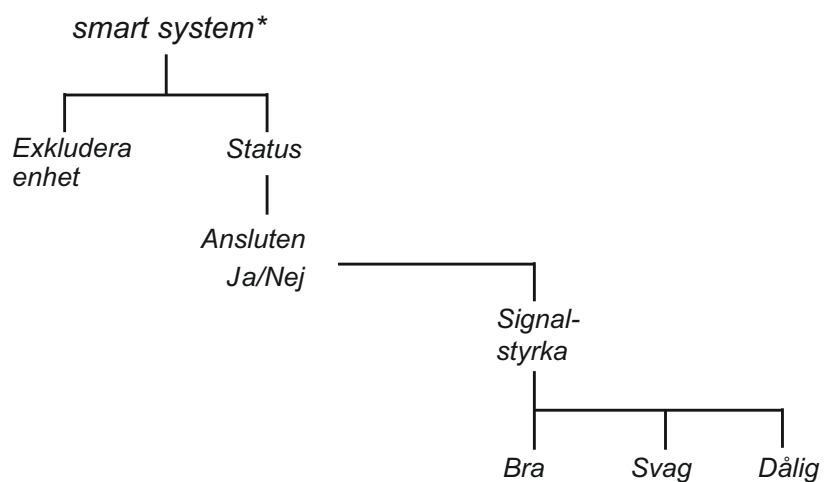 smart system*
Exkludera
enhet
Status
Ansluten
Ja/Nej
Signal-
styrka
Bra
Svag
Dålig